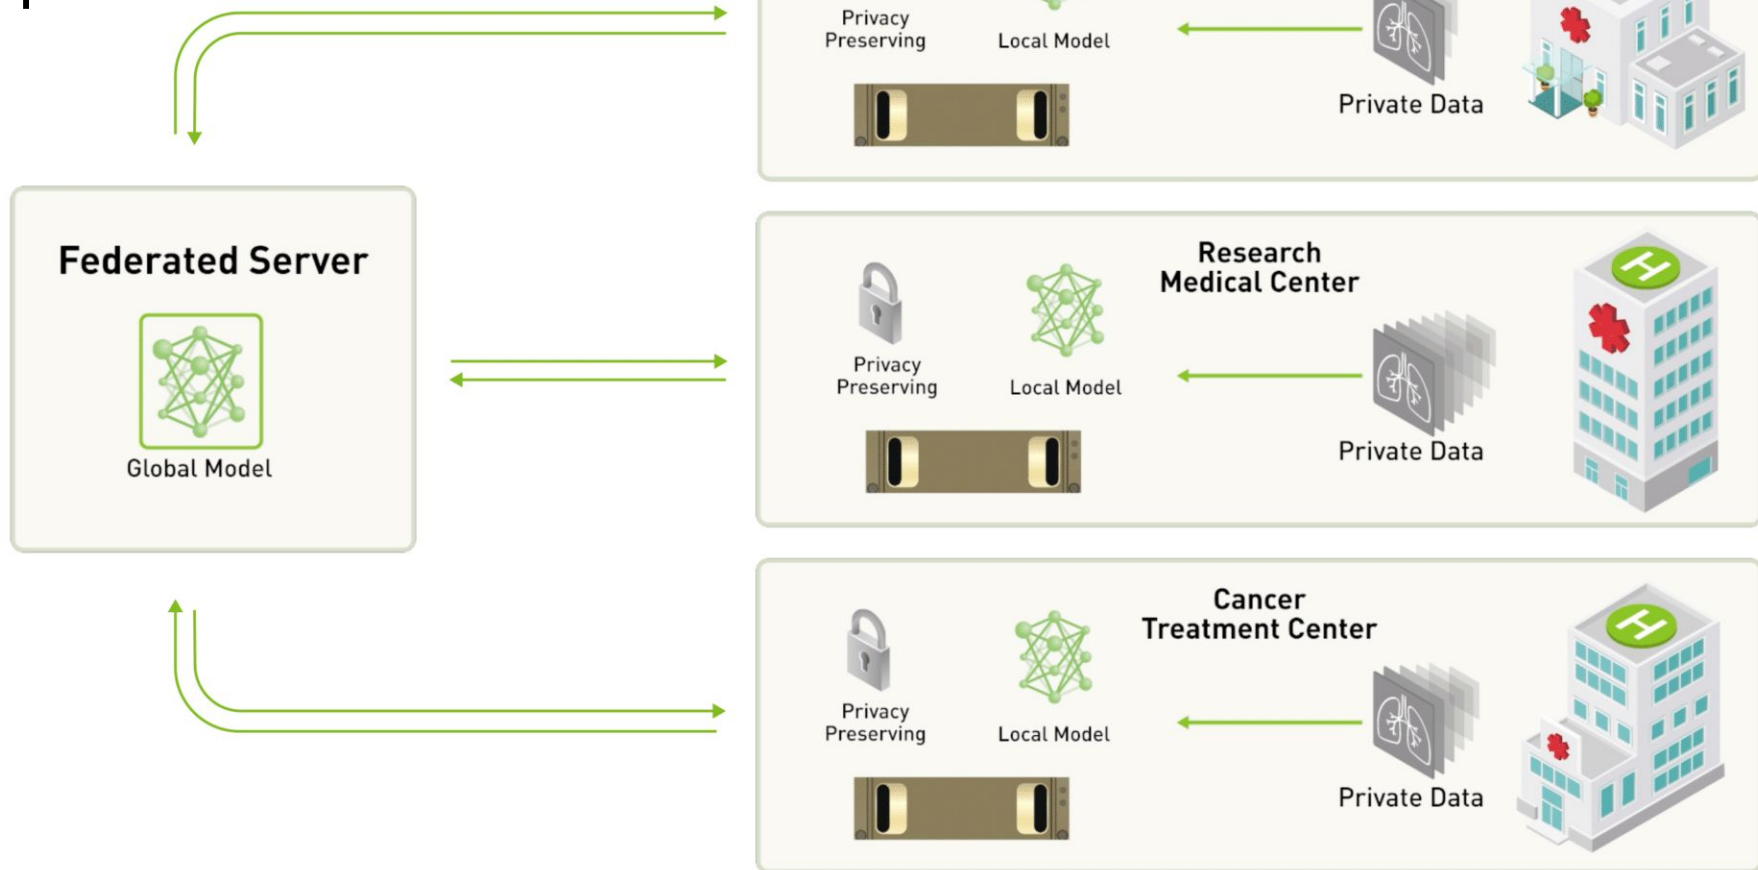 Privacy
Preserving
Local Model
Private Data
Federated Server
Global Model
Research
Medical Center
Privacy
Preserving
Local Model
Private Data
Cancer
Treatment Center
Privacy
Preserving
Local Model
Private Data